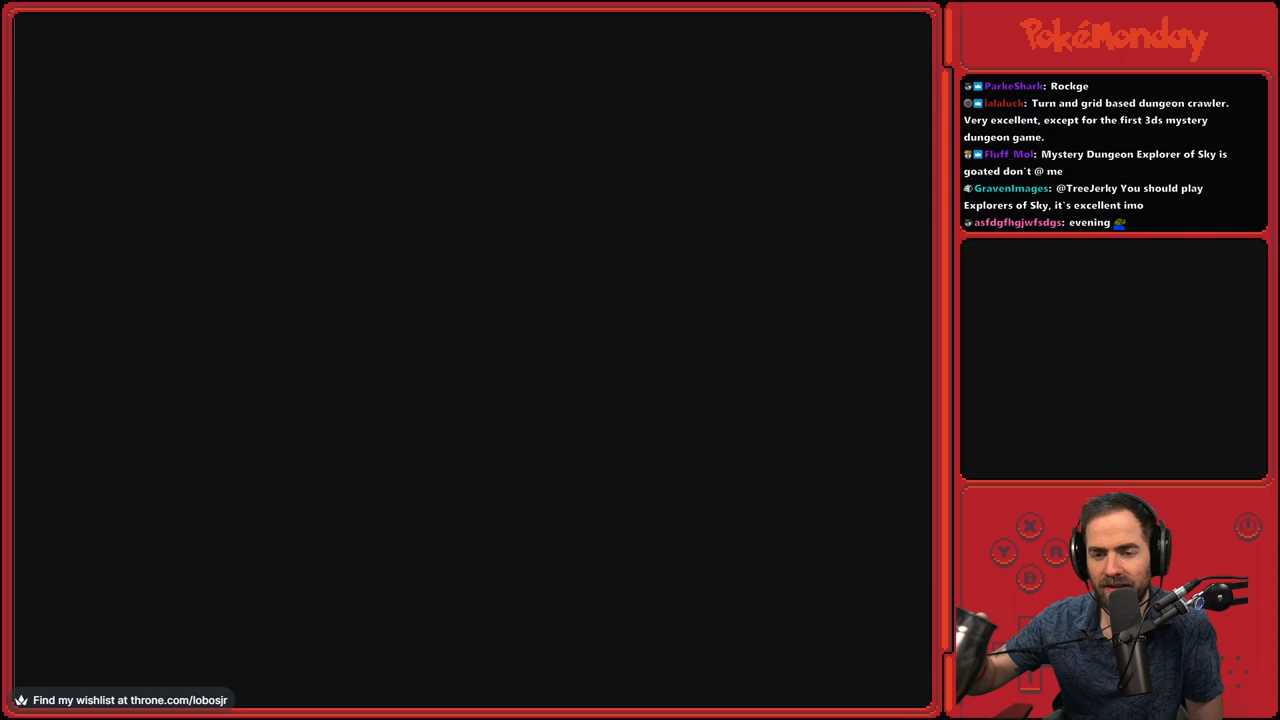 PokéMonday
ParkeShark: Rockge
lalaluck: Turn and grid based dungeon crawler.
Very excellent, except for the first 3ds mystery
dungeon game.
Fluff_Mol: Mystery Dungeon Explorer of Sky is
goated don't @ me
GravenImages: @TreeJerky You should play
Explorers of Sky, it's excellent imo
asfdgfhgjwfsdgs: evening
X
Y
A
B
Find my wishlist at throne.com/lobosjr